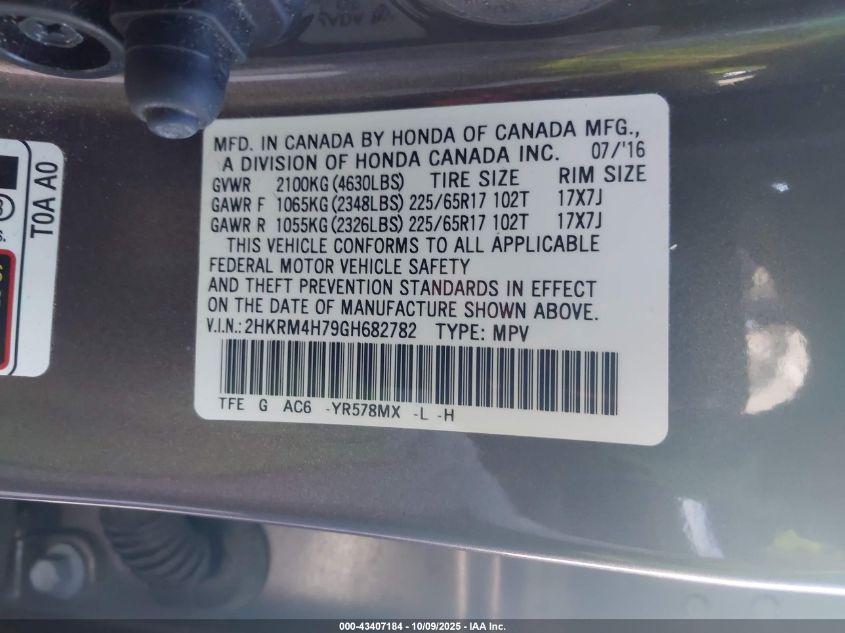 MFD. IN CANADA BY HONDA OF CANADA MFG.,
A DIVISION OF HONDA CANADA INC. 07/'16
GVWR 2100KG (4630LBS) TIRE SIZE RIM SIZE
GAWR F 1065KG (2348LBS) 225/65R17 102T 17X7J
GAWR R 1055KG (2326LBS) 225/65R17 102T 17X7J
THIS VEHICLE CONFORMS TO ALL APPLICABLE
FEDERAL MOTOR VEHICLE SAFETY
AND THEFT PREVENTION STANDARDS IN EFFECT
ON THE DATE OF MANUFACTURE SHOWN ABOVE.
V.I.N.: 2HKRM4H79GH682782 TYPE: MPV
TFE G AC6 -YR578MX -L -H
T0A A0
000-43407184 - 10/09/2025 - IAA Inc.